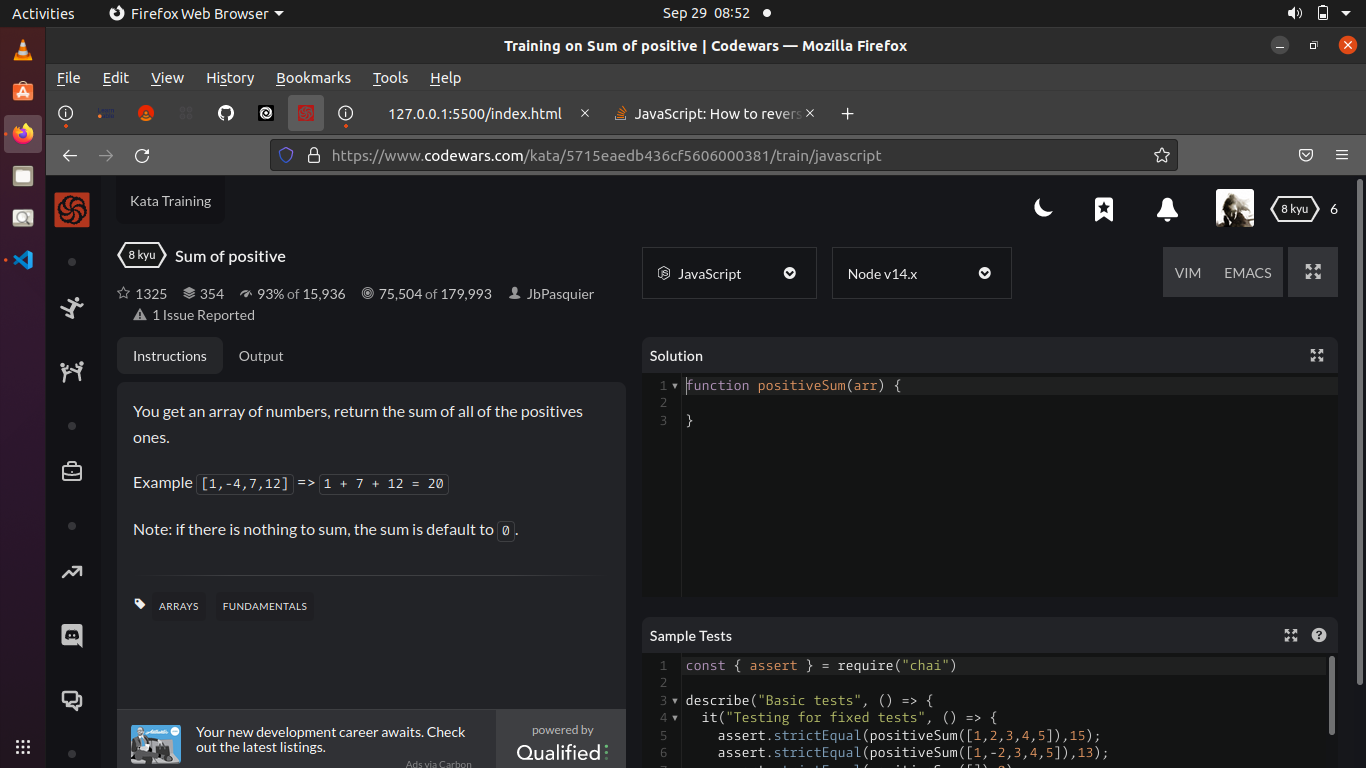 Activities Firefox Web Browser Sep 29 08:52
Training on Sum of positive | Codewars — Mozilla Firefox
File Edit View History Bookmarks Tools Help
127.0.0.1:5500/index.html JavaScript: How to revers
https://www.codewars.com/kata/5715eaedb436cf5606000381/train/javascript
Kata Training
8 kyu 6
8 kyu Sum of positive
1325 354 93% of 15,936 75,504 of 179,993 JbPasquier
1 Issue Reported
JavaScript Node v14.x VIM EMACS
Instructions Output
You get an array of numbers, return the sum of all of the positives
ones.
Example [1,-4,7,12] => 1 + 7 + 12 = 20
Note: if there is nothing to sum, the sum is default to 0.
ARRAYS FUNDAMENTALS
Your new development career awaits. Check
out the latest listings.
Ads via Carbon
powered by
Qualified
Solution
1 function positiveSum(arr) {
2
3 }
Sample Tests
1 const { assert } = require("chai")
2
3 describe("Basic tests", () => {
4 it("Testing for fixed tests", () => {
5 assert.strictEqual(positiveSum([1,2,3,4,5]),15);
6 assert.strictEqual(positiveSum([1,-2,3,4,5]),13);